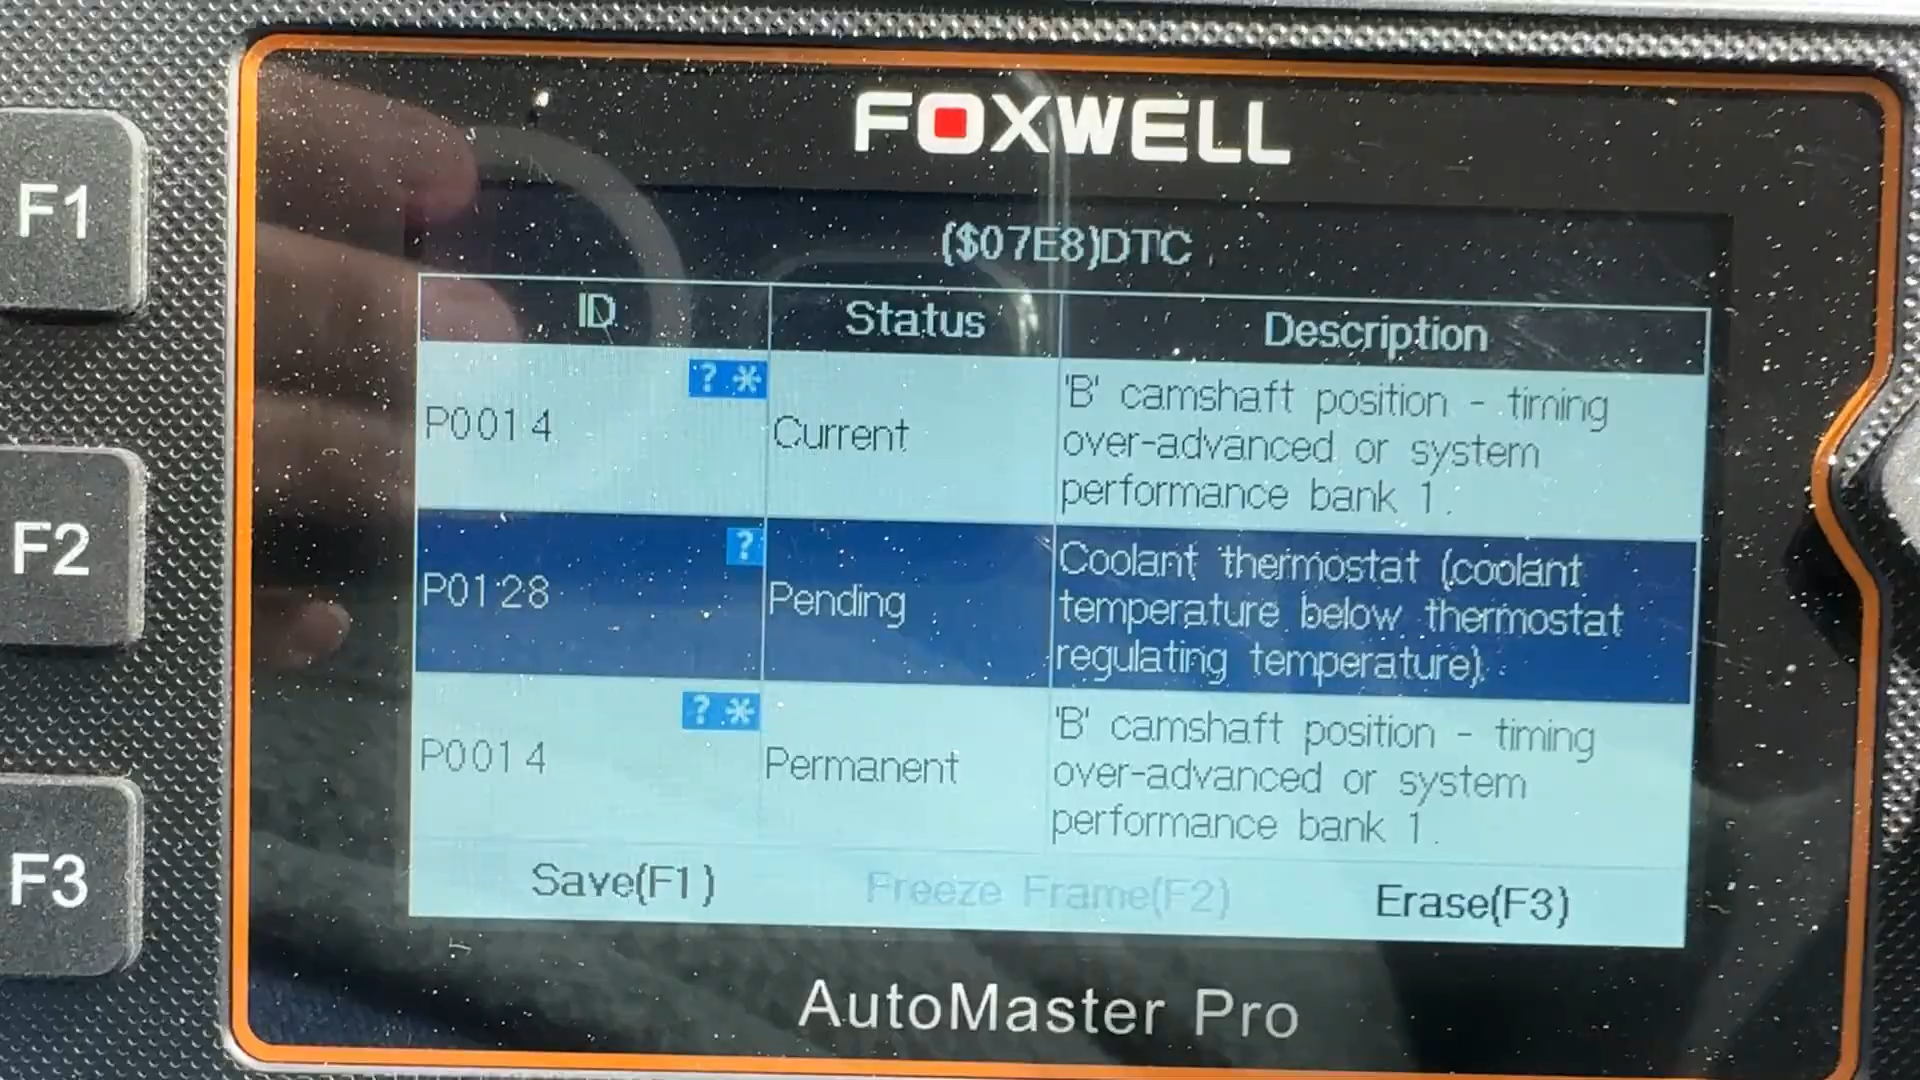 FOXWELL
($07E8)DTC
ID Status Description
? *
P0014 Current 'B' camshaft position - timing
over-advanced or system
performance bank 1.
?
P0128 Pending Coolant thermostat (coolant
temperature below thermostat
regulating temperature).
? *
P0014 Permanent 'B' camshaft position - timing
over-advanced or system
performance bank 1.
Save(F1) Freeze Frame(F2) Erase(F3)
AutoMaster Pro
F1
F2
F3